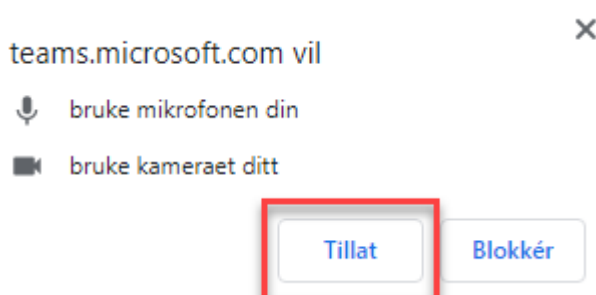 teams.microsoft.com vil
bruke mikrofonen din
bruke kameraet ditt
Tillat Blokkér